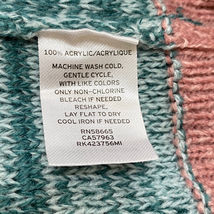 100% ACRYLIC/ACRYLIQUE
MACHINE WASH COLD,
GENTLE CYCLE,
WITH LIKE COLORS
ONLY NON-CHLORINE
BLEACH IF NEEDED
RESHAPE,
LAY FLAT TO DRY
COOL IRON IF NEEDED
RN58665
CA57963
RK423756MI